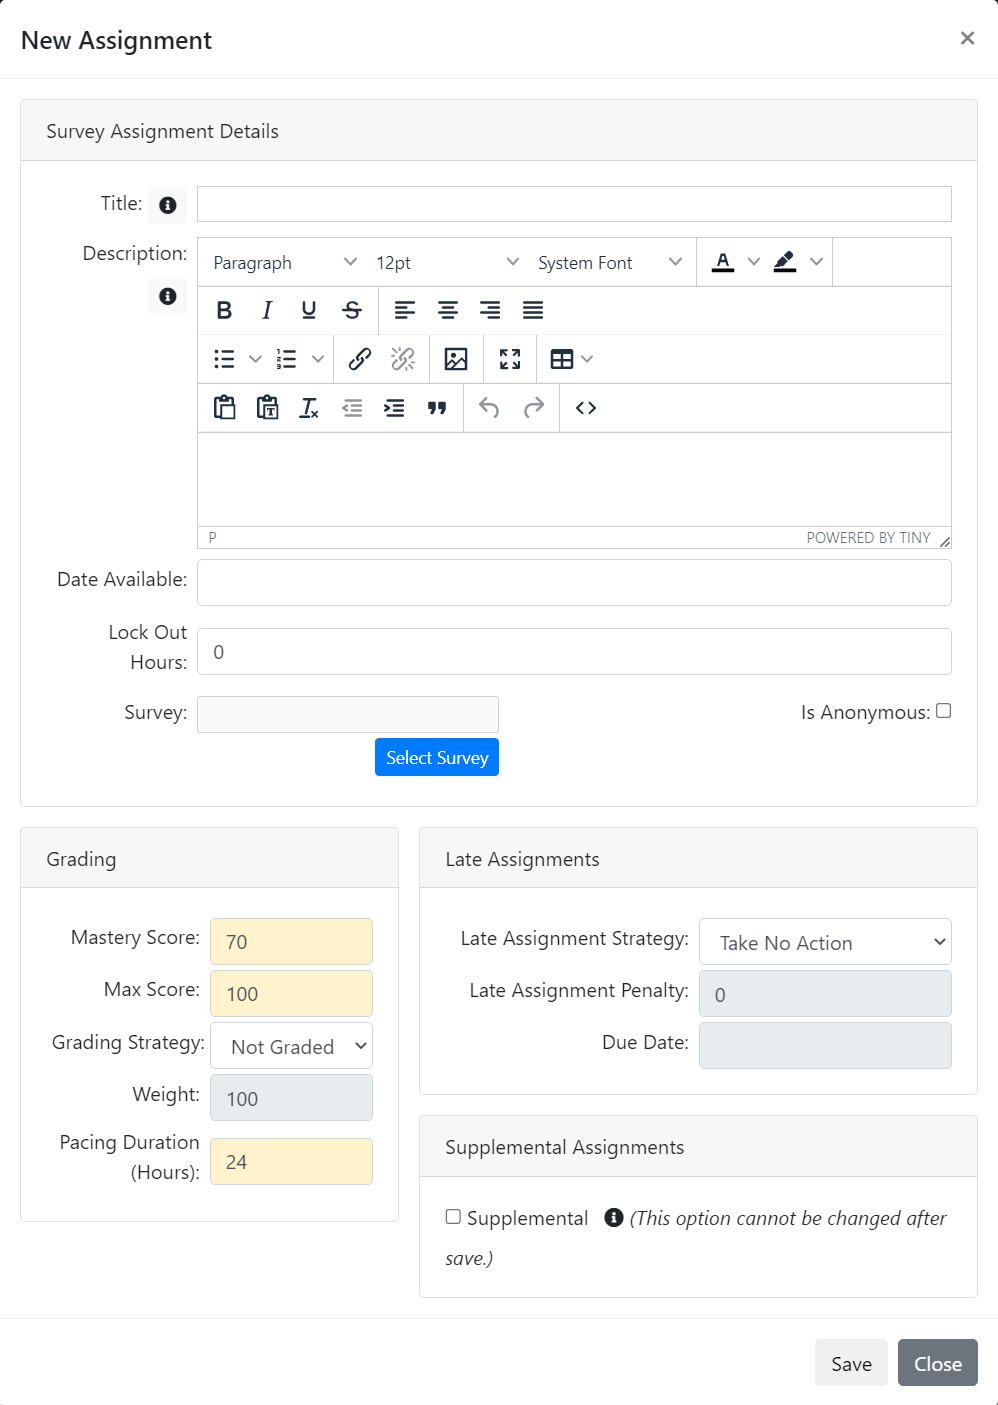 New Assignment
×
Survey Assignment Details
Title:
Description:
Paragraph 12pt System Font
P POWERED BY TINY
Date Available:
Lock Out
Hours:
0
Survey:
Is Anonymous:
Select Survey
Grading
Mastery Score: 70
Max Score: 100
Grading Strategy: Not Graded
Weight: 100
Pacing Duration
(Hours):
24
Late Assignments
Late Assignment Strategy: Take No Action
Late Assignment Penalty: 0
Due Date:
Supplemental Assignments
Supplemental (This option cannot be changed after
save.)
Save Close